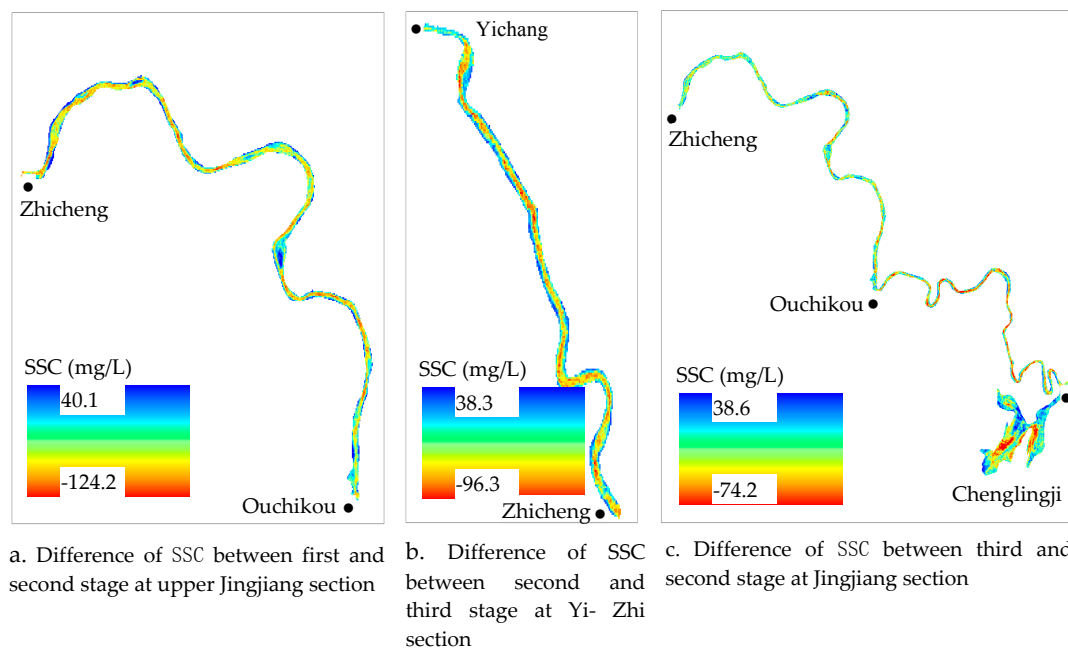 Zhicheng
SSC (mg/L)
40.1
-124.2
Ouchikou
a. Difference of SSC between first and
second stage at upper Jingjiang section
Yichang
SSC (mg/L)
38.3
-96.3
Zhicheng
b. Difference of SSC
between second and
third stage at Yi- Zhi
section
Zhicheng
Ouchikou
SSC (mg/L)
38.6
-74.2
Chenglingji
c. Difference of SSC between third and
second stage at Jingjiang section